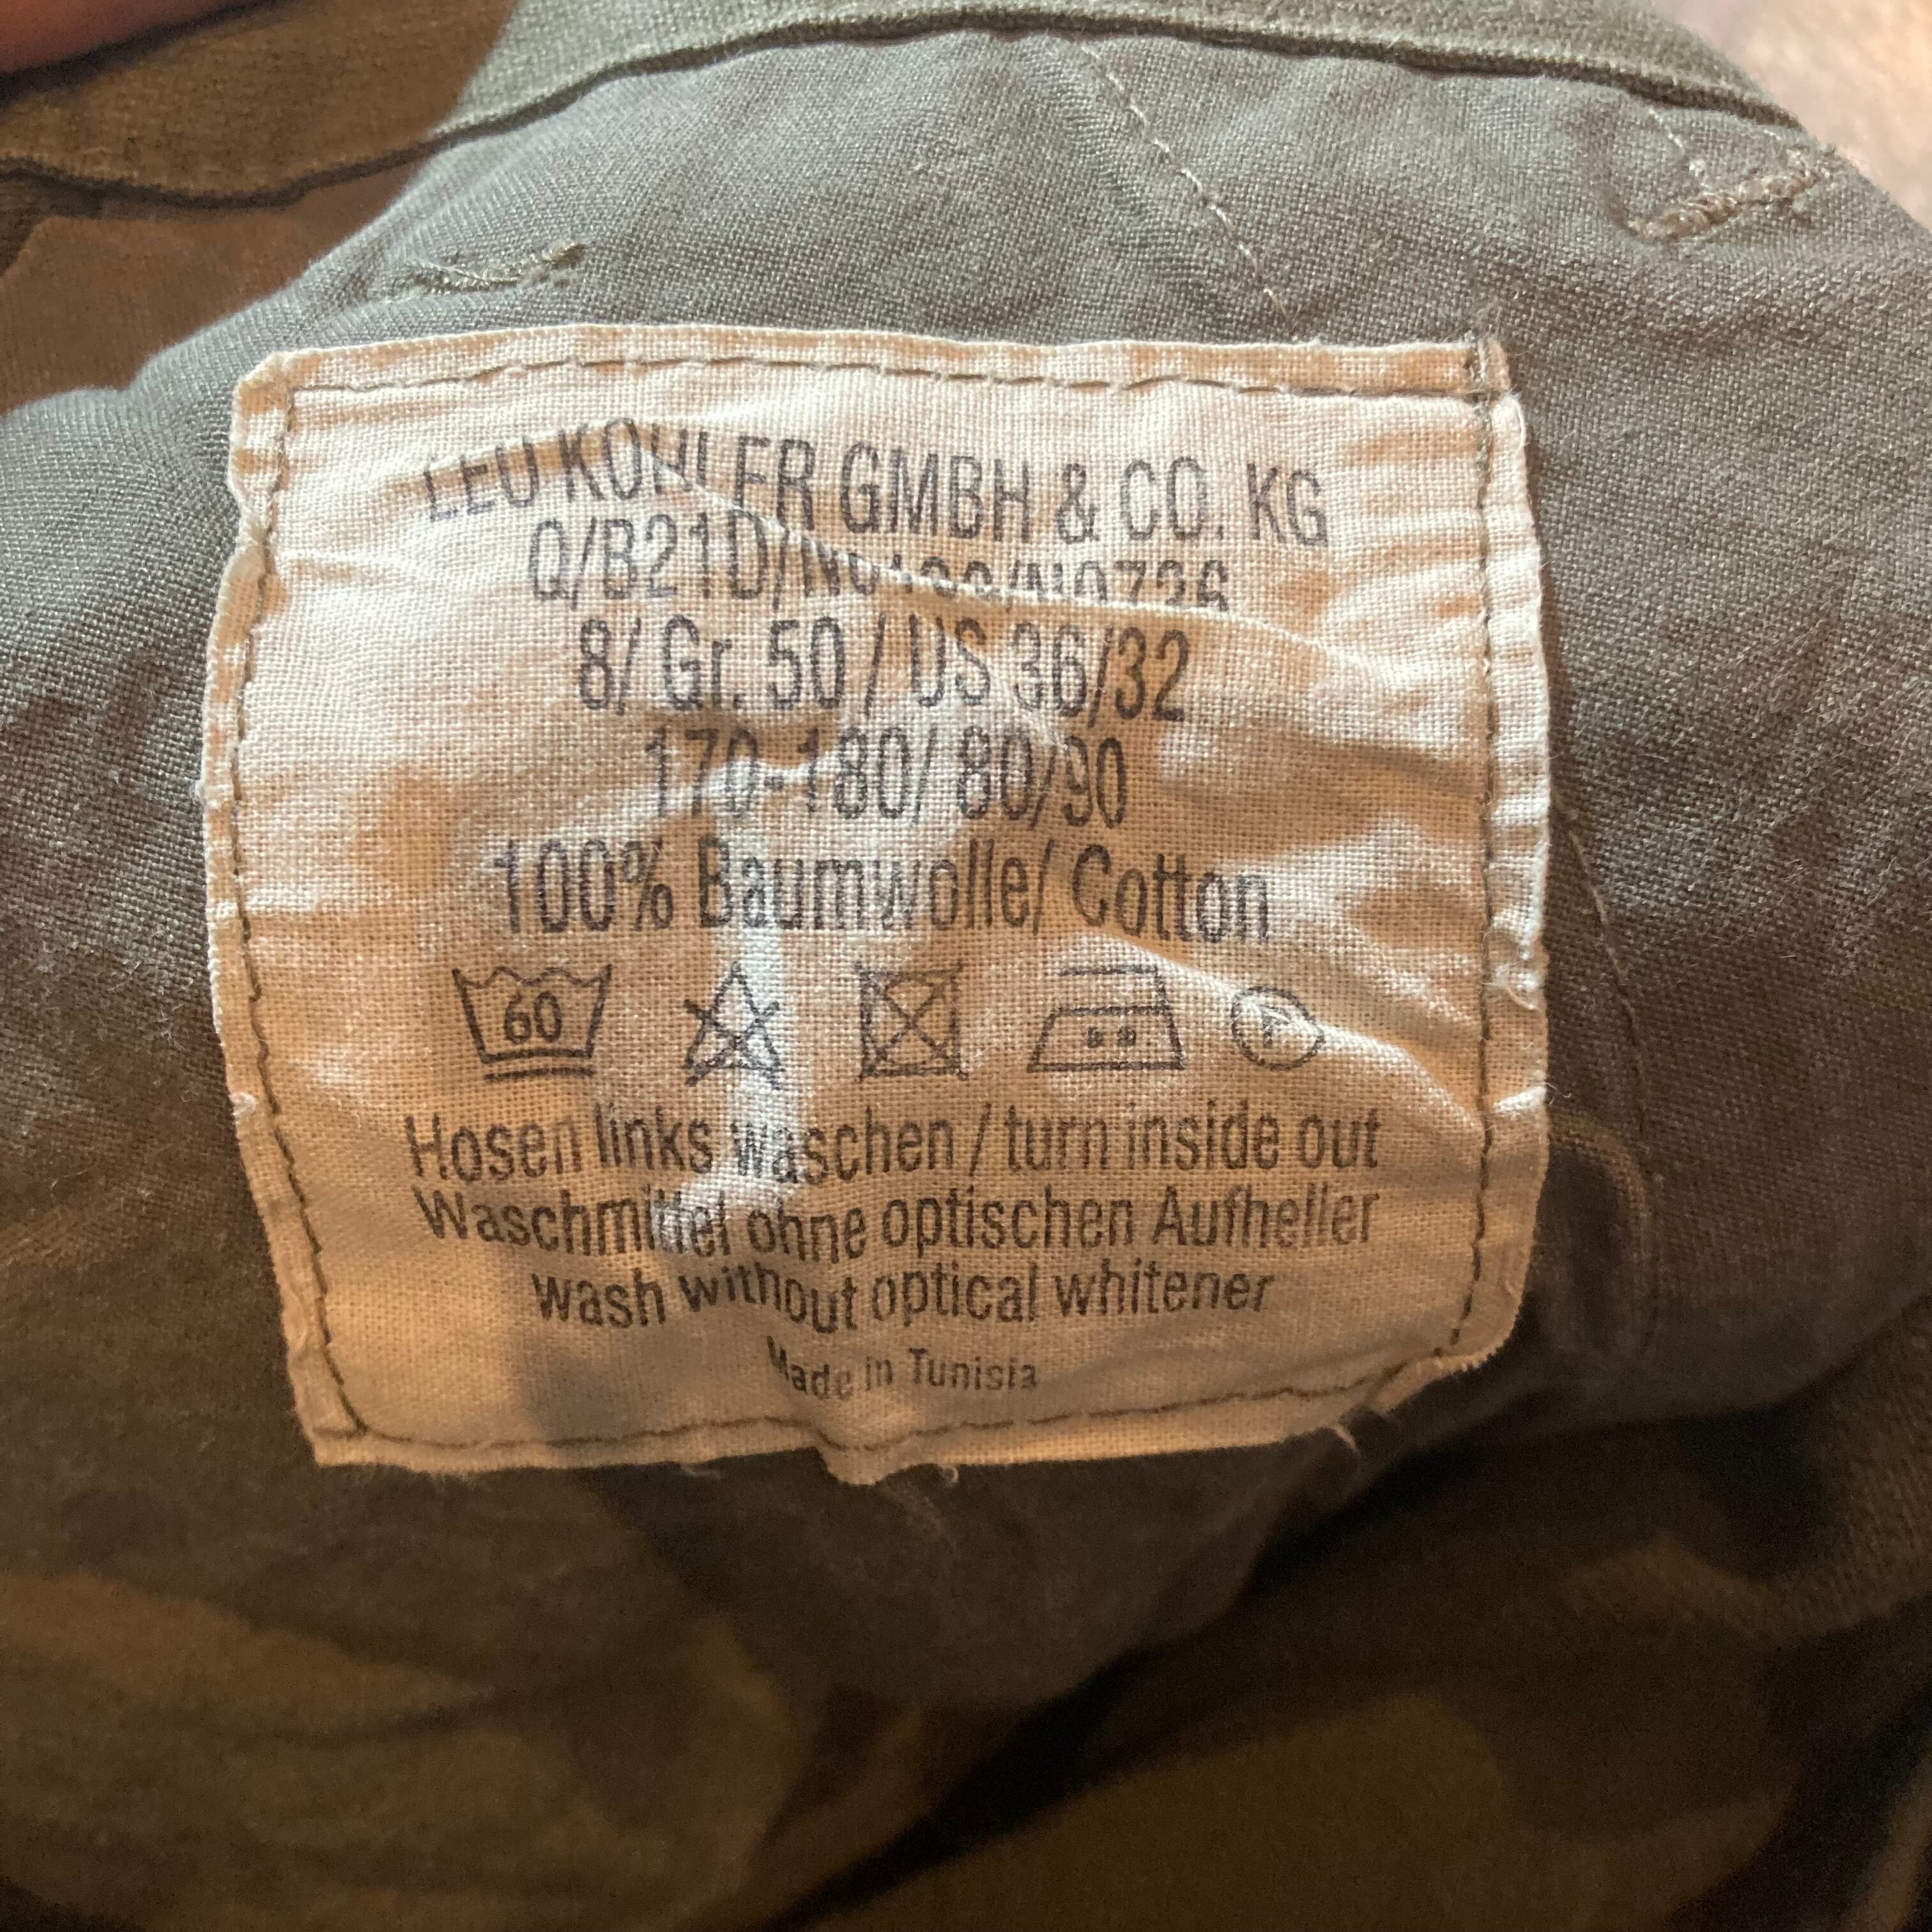 LEO KOHLER GMBH & CO. KG
8/ Gr. 50 / US 36/32
170-180/ 80/90
100% Baumwolle/ Cotton
60 P
Hosen links waschen / turn inside out
Waschmittel ohne optischen Aufheller
wash without optical whitener
Made in Tunisia